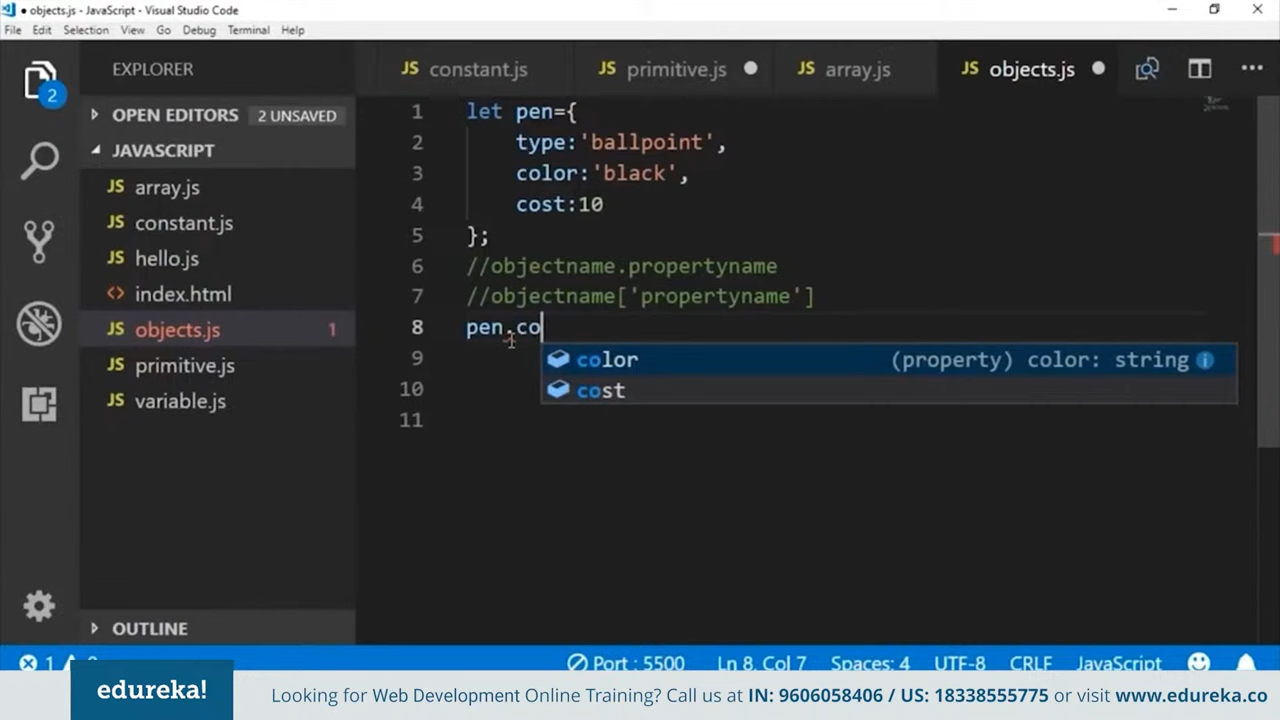 ● objects.js - JavaScript - Visual Studio Code
File Edit Selection View Go Debug Terminal Help
EXPLORER
JS constant.js JS primitive.js ● JS array.js JS objects.js ●
2
OPEN EDITORS 2 UNSAVED
JAVASCRIPT
JS array.js
JS constant.js
JS hello.js
<> index.html
JS objects.js 1
JS primitive.js
JS variable.js
OUTLINE
1 let pen={
2 type:'ballpoint',
3 color:'black',
4 cost:10
5 };
6 //objectname.propertyname
7 //objectname['propertyname']
8 pen.co
9
10
11
color (property) color: string
cost
1
Port : 5500 Ln 8, Col 7 Spaces: 4 UTF-8 CRLF JavaScript
edureka!
Looking for Web Development Online Training? Call us at IN: 9606058406 / US: 18338555775 or visit www.edureka.co